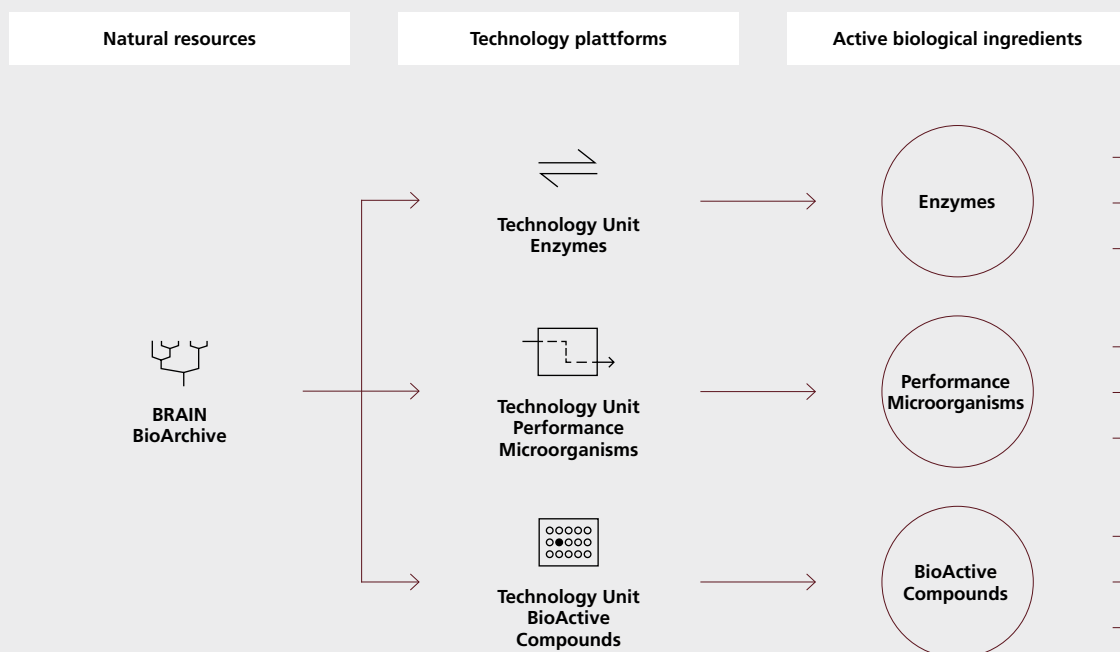 Natural resources
Technology plattforms
Active biological ingredients
Technology Unit
Enzymes
Enzymes
BRAIN
BioArchive
Technology Unit
Performance
Microorganisms
Performance
Microorganisms
Technology Unit
BioActive
Compounds
BioActive
Compounds